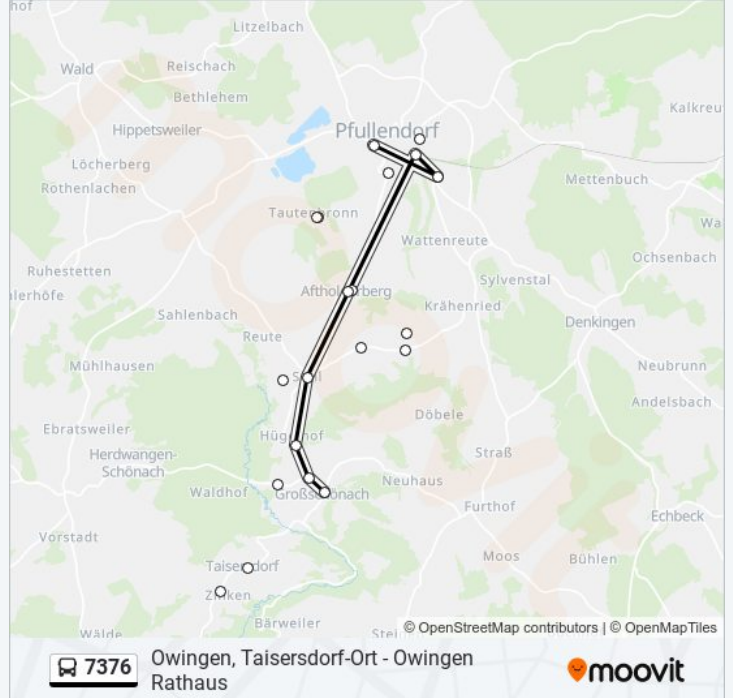 hof
Litzelbach
Wald
Reischach
Bethlehem
Kalkreu
Hippetsweiler
Pfullendorf
Löcherberg
Rothenlachen
Mettenbuch
Tautenbronn
Wa
Wattenreute
Ochsenbach
Ruhestetten
Sylvenstal
hlerhöfe
Aftholderberg
Krähenried
Sahlenbach
Denkingen
Reute
Mühlhausen
Neubrunn
Andelsbach
Döbele
Ebratsweiler
Herdwangen-
Schönach
Straß
Waldhof
Großschönach
Neuhaus
Furthof
Echbeck
Vorstadt
Moos
Bühlen
Taisersdorf
Bärweiler
Wälde
© OpenStreetMap contributors | © OpenMapTiles
7376
Owingen, Taisersdorf-Ort - Owingen
Rathaus
moovit